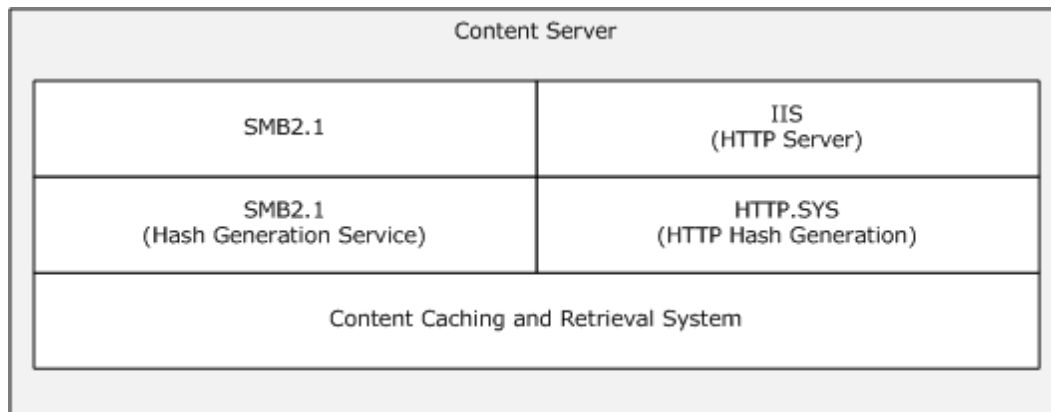 Content Server
SMB2.1
IIS
(HTTP Server)
SMB2.1
(Hash Generation Service)
HTTP.SYS
(HTTP Hash Generation)
Content Caching and Retrieval System